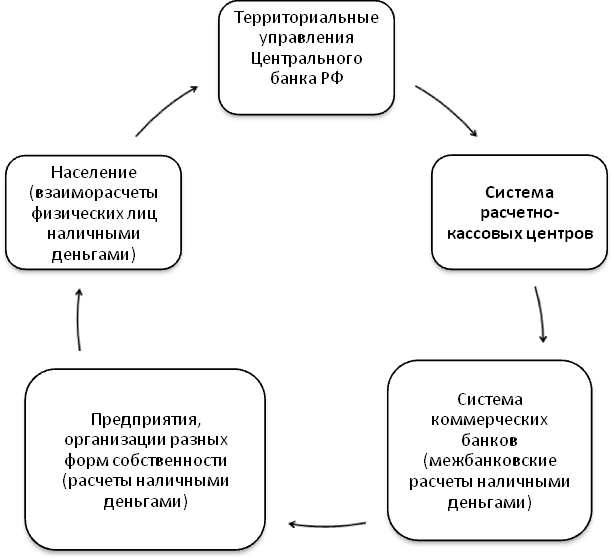 Территориальные
управления
Центрального
банка РФ
Население
(взаиморасчеты
физических лиц
наличными
деньгами)
Система
расчетно-
кассовых центров
Предприятия,
организации разных
форм собственности
(расчеты наличными
деньгами)
Система
коммерческих
банков
(межбанковские
расчеты наличными
деньгами)